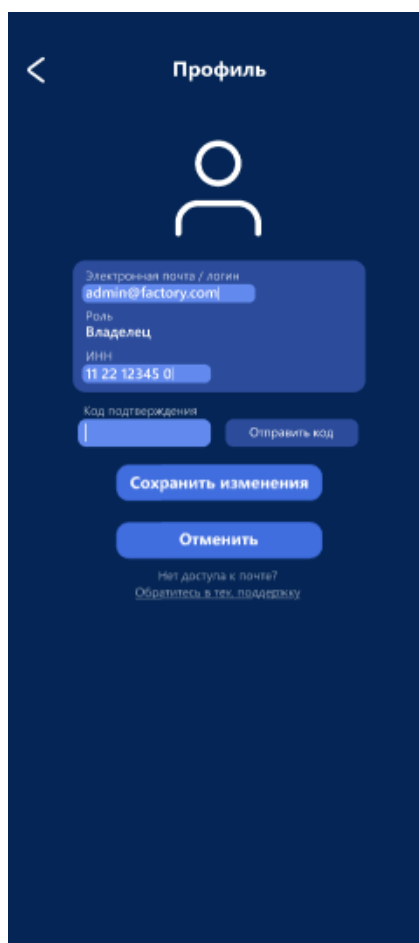 Профиль
Электронная почта / логин
admin@factory.com
Роль
Владелец
ИНН
11 22 12345 0
Код подтверждения
Отправить код
Сохранить изменения
Отменить
Нет доступа к почте?
Обратитесь в тех. поддержку